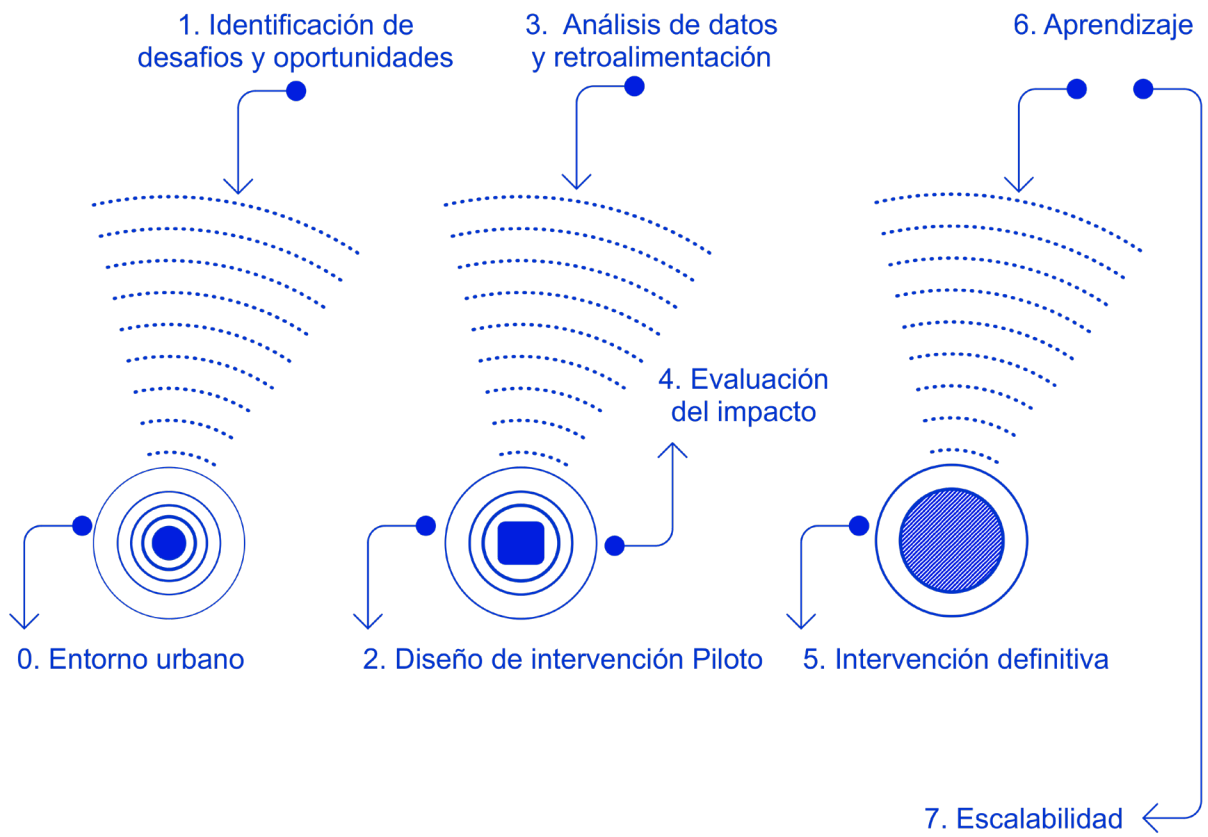 1. Identificación de
desafios y oportunidades
3. Análisis de datos
y retroalimentación
6. Aprendizaje
4. Evaluación
del impacto
0. Entorno urbano
2. Diseño de intervención Piloto
5. Intervención definitiva
7. Escalabilidad